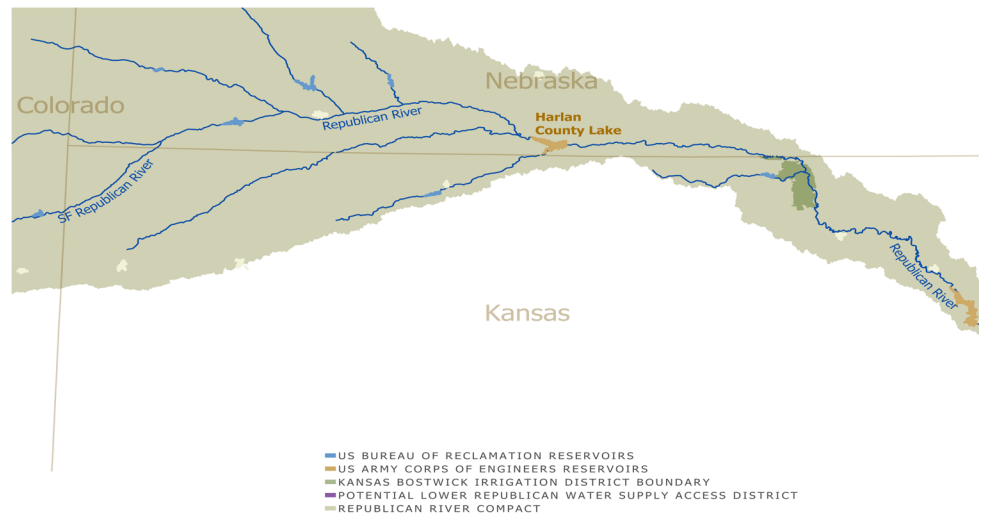 Nebraska
Colorado
Harlan
County Lake
Republican River
SF Republican River
Republican River
Kansas
US BUREAU OF RECLAMATION RESERVOIRS
US ARMY CORPS OF ENGINEERS RESERVOIRS
KANSAS BOSTWICK IRRIGATION DISTRICT BOUNDARY
POTENTIAL LOWER REPUBLICAN WATER SUPPLY ACCESS DISTRICT
REPUBLICAN RIVER COMPACT